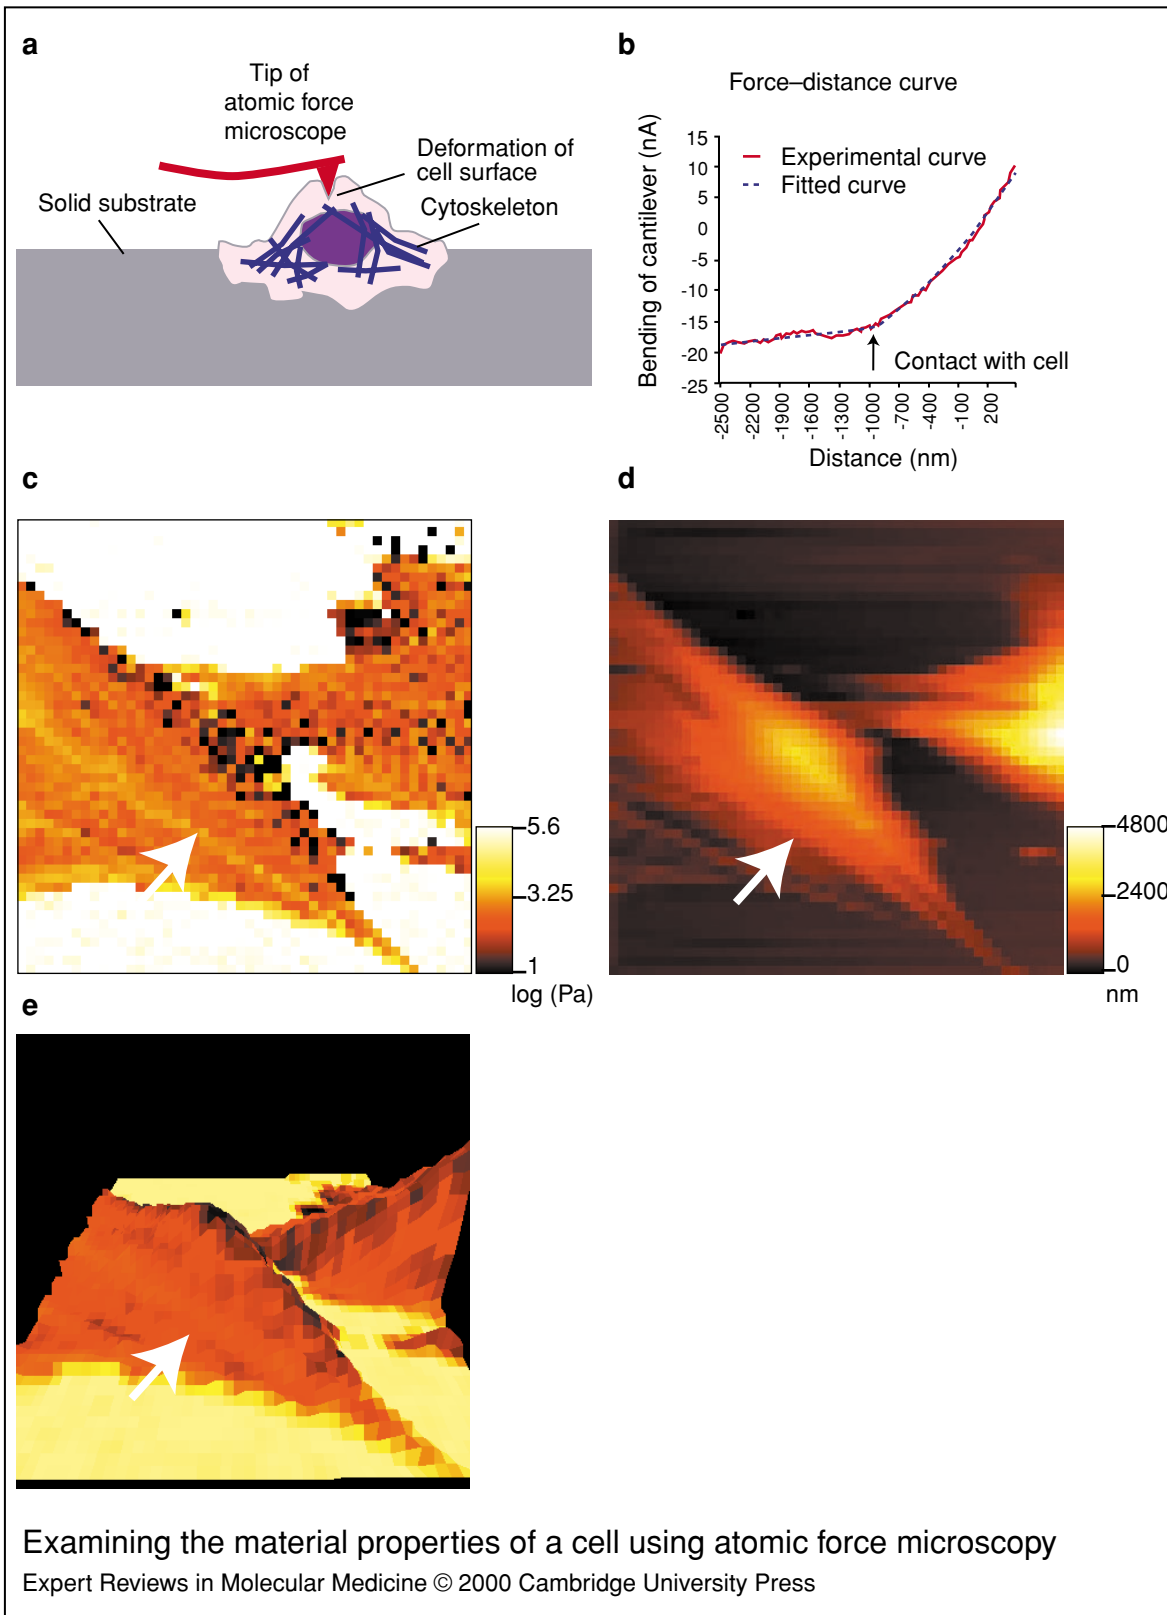 a
Tip of
atomic force
microscope
Deformation of
cell surface
Solid substrate
Cytoskeleton
b
Force–distance curve
Bending of cantilever (nA)
15
10
5
0
-5
-10
-15
-20
-25
Experimental curve
Fitted curve
Contact with cell
-2500
-2200
-1900
-1600
-1300
-1000
-700
-400
-100
200
Distance (nm)
c
5.6
3.25
1
log (Pa)
d
4800
2400
0
nm
e
Examining the material properties of a cell using atomic force microscopy
Expert Reviews in Molecular Medicine © 2000 Cambridge University Press